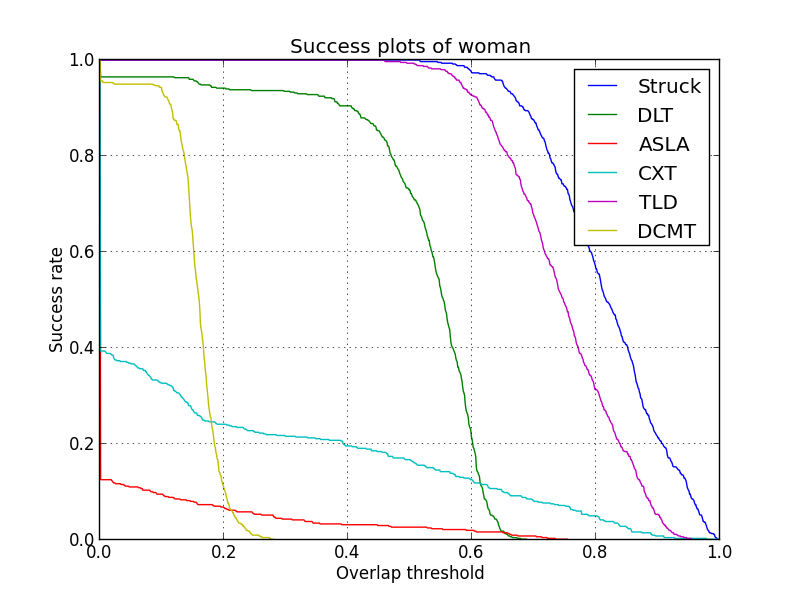 Success plots of woman
Success rate
1.0
0.8
0.6
0.4
0.2
0.0
Struck
DLT
ASLA
CXT
TLD
DCMT
0.0 0.2 0.4 0.6 0.8 1.0
Overlap threshold